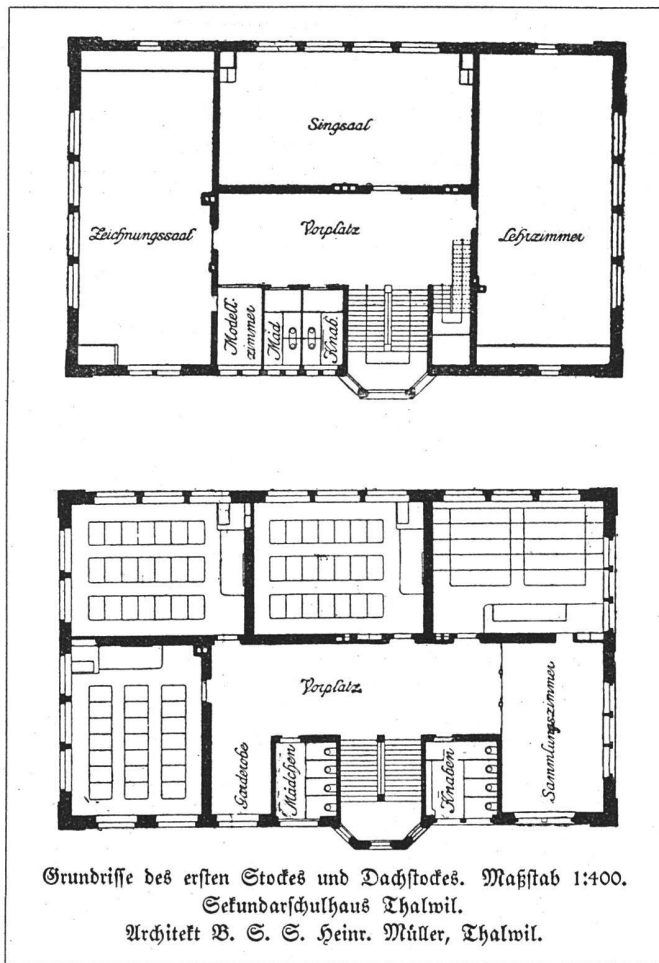 Singsaal
Zeichnungssaal
Vorplatz
Lehrzimmer
Modell-
zimmer
Mäd.
Knab.
Vorplatz
Garderobe
Mädchen
Knaben
Sammlungszimmer
Grundrisse des ersten Stockes und Dachstockes. Maßstab 1:400.
Sekundarschulhaus Thalwil.
Architekt B. S. S. Heinr. Müller, Thalwil.